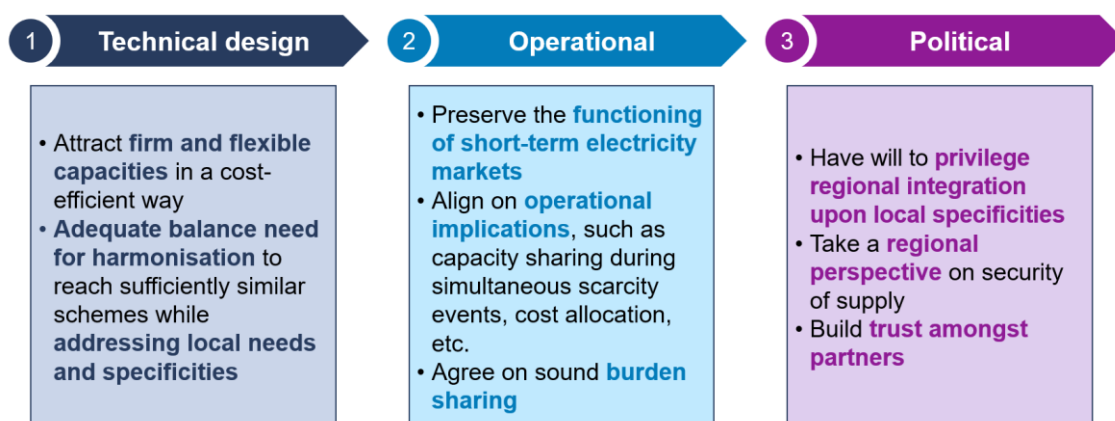 1
Technical design
• Attract firm and flexible
capacities in a cost-
efficient way
• Adequate balance need
for harmonisation to
reach sufficiently similar
schemes while
addressing local needs
and specificities
2
Operational
• Preserve the functioning
of short-term electricity
markets
• Align on operational
implications, such as
capacity sharing during
simultaneous scarcity
events, cost allocation,
etc.
• Agree on sound burden
sharing
3
Political
• Have will to privilege
regional integration
upon local specificities
• Take a regional
perspective on security
of supply
• Build trust amongst
partners